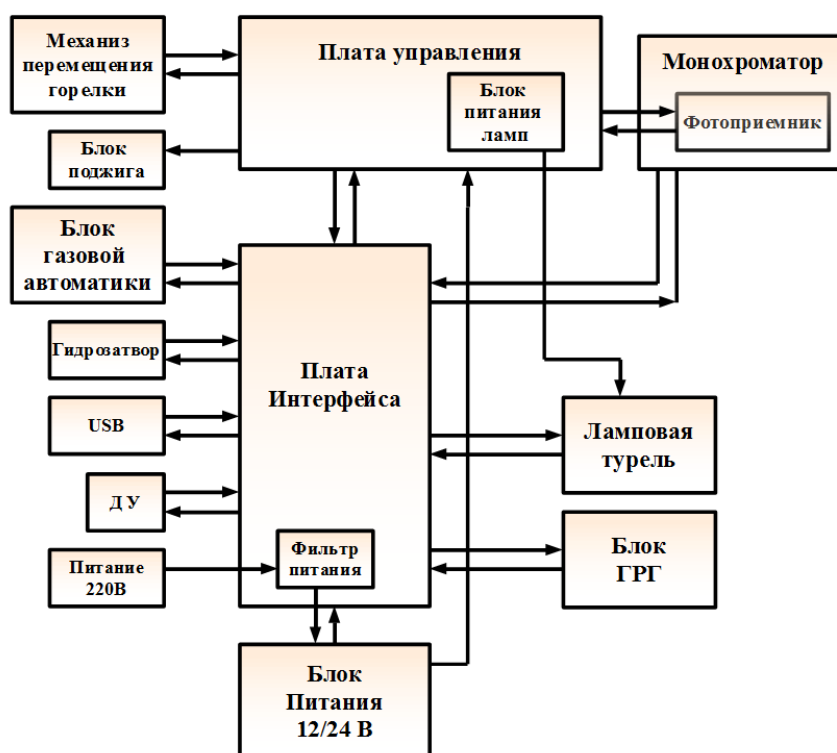 Механиз
перемещения
горелки
Плата управления
Блок
питания
ламп
Монохроматор
Фотоприемник
Блок
поджига
Блок
газовой
автоматики
Гидрозатвор
Плата
Интерфейса
USB
Ламповая
турель
Д У
Фильтр
питания
Питание
220В
Блок
ГРГ
Блок
Питания
12/24 В